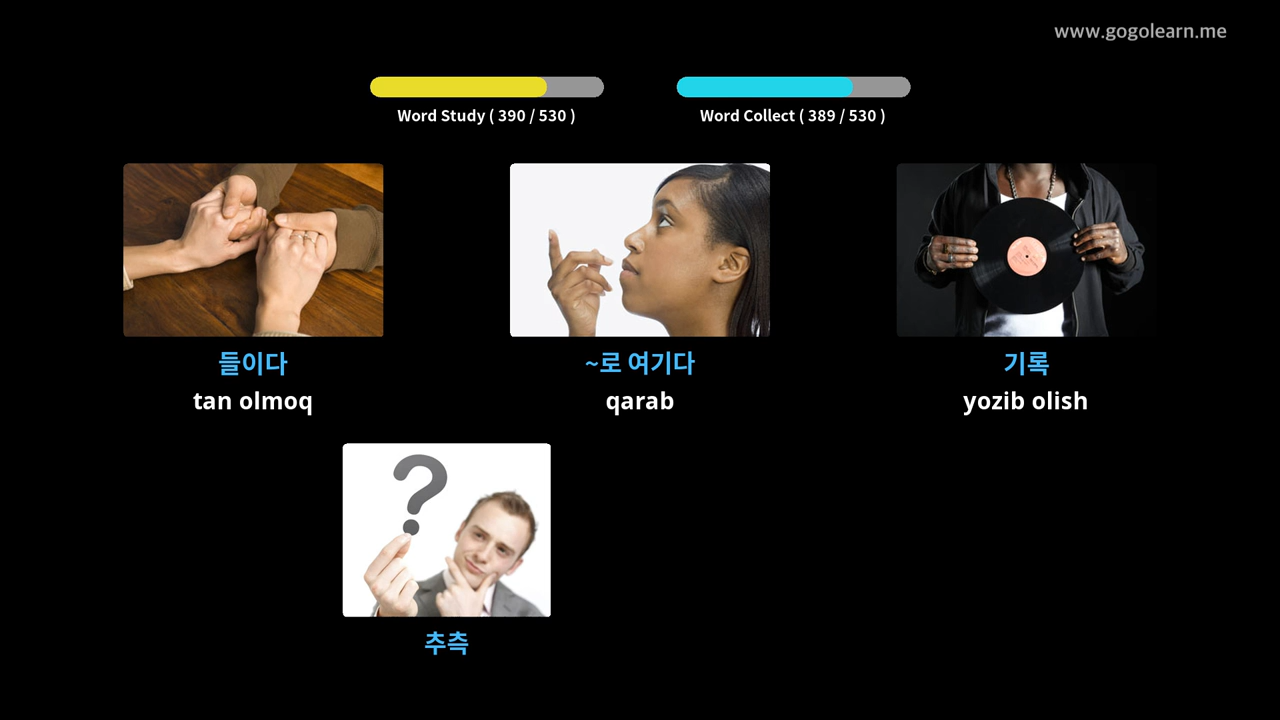 www.gogolearn.me
Word Study ( 390 / 530 )
Word Collect ( 389 / 530 )
들이다
tan olmoq
~로 여기다
qarab
기록
yozib olish
?
추측